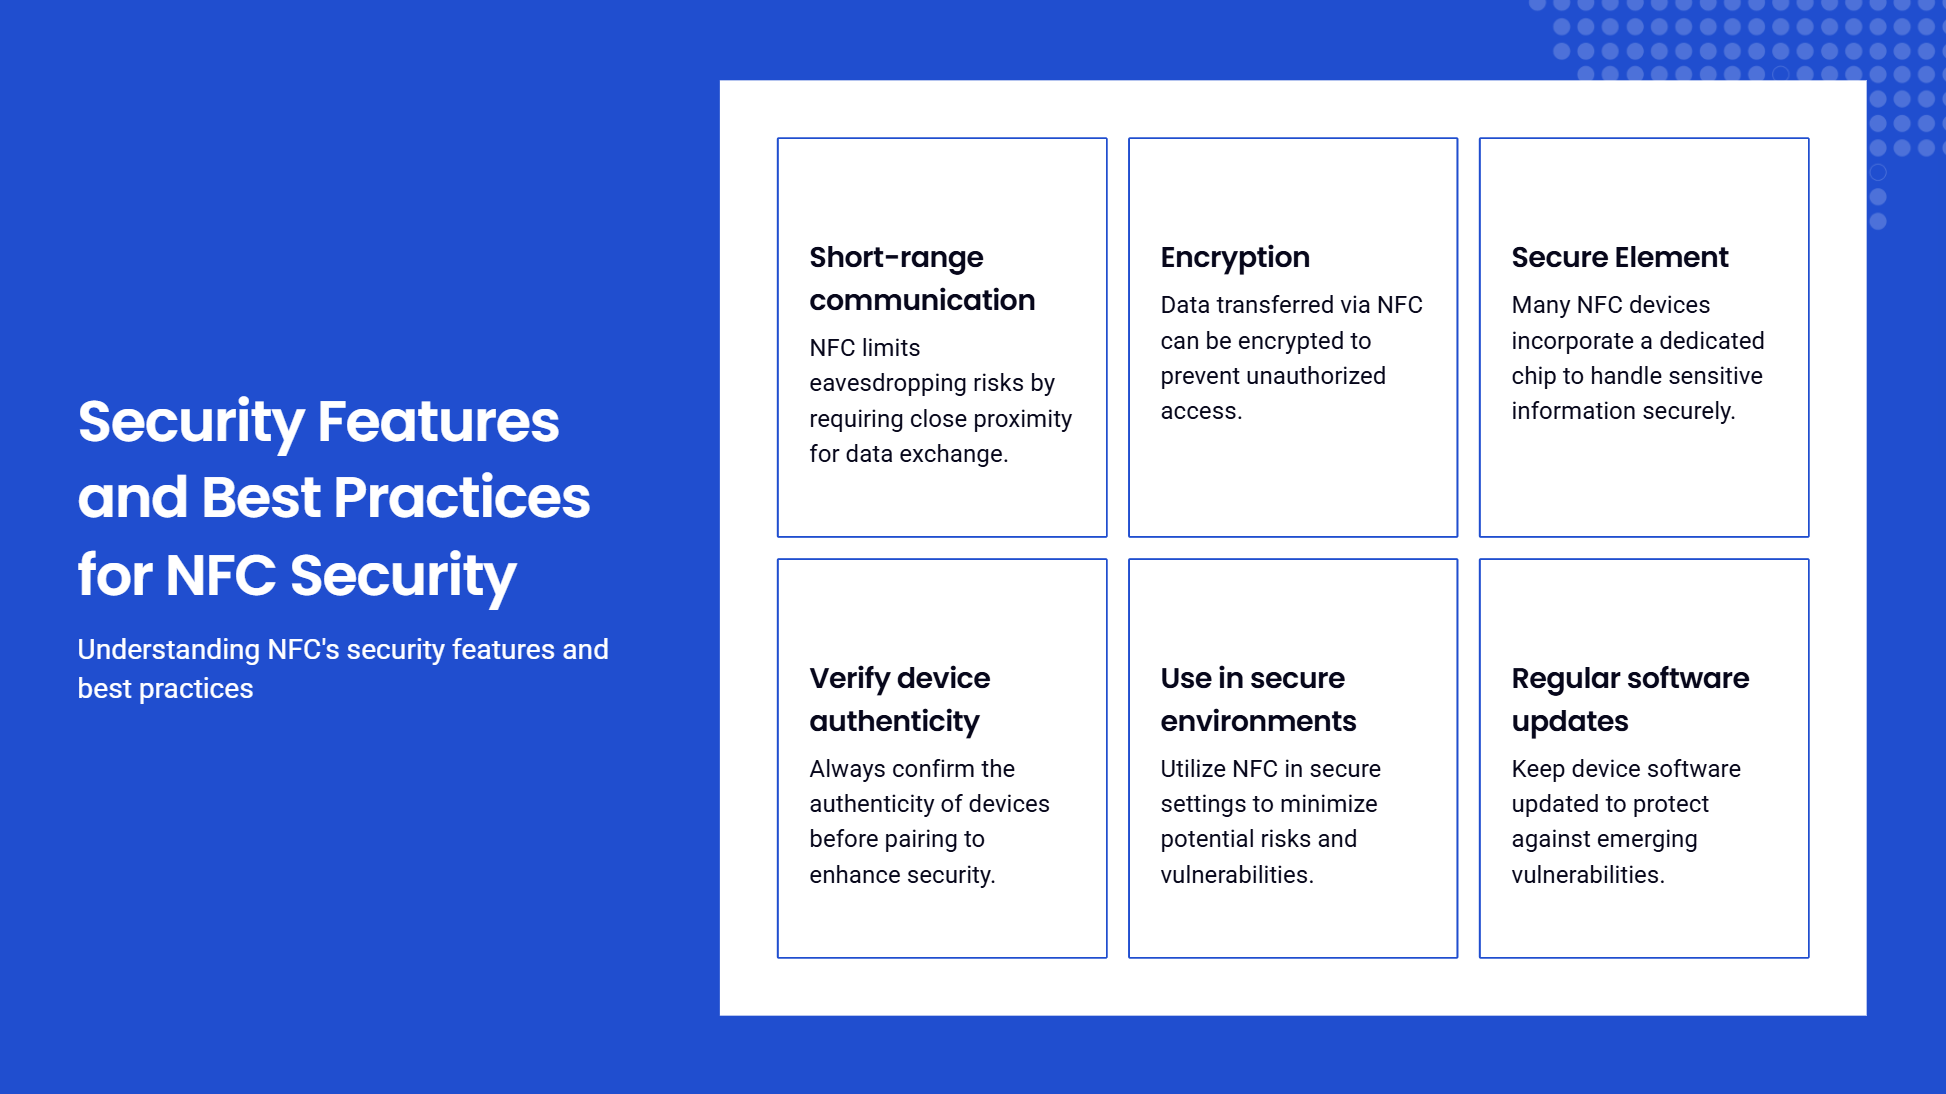 Security Features
and Best Practices
for NFC Security
Understanding NFC's security features and
best practices
Short-range
communication
NFC limits
eavesdropping risks by
requiring close proximity
for data exchange.
Encryption
Data transferred via NFC
can be encrypted to
prevent unauthorized
access.
Secure Element
Many NFC devices
incorporate a dedicated
chip to handle sensitive
information securely.
Verify device
authenticity
Always confirm the
authenticity of devices
before pairing to
enhance security.
Use in secure
environments
Utilize NFC in secure
settings to minimize
potential risks and
vulnerabilities.
Regular software
updates
Keep device software
updated to protect
against emerging
vulnerabilities.